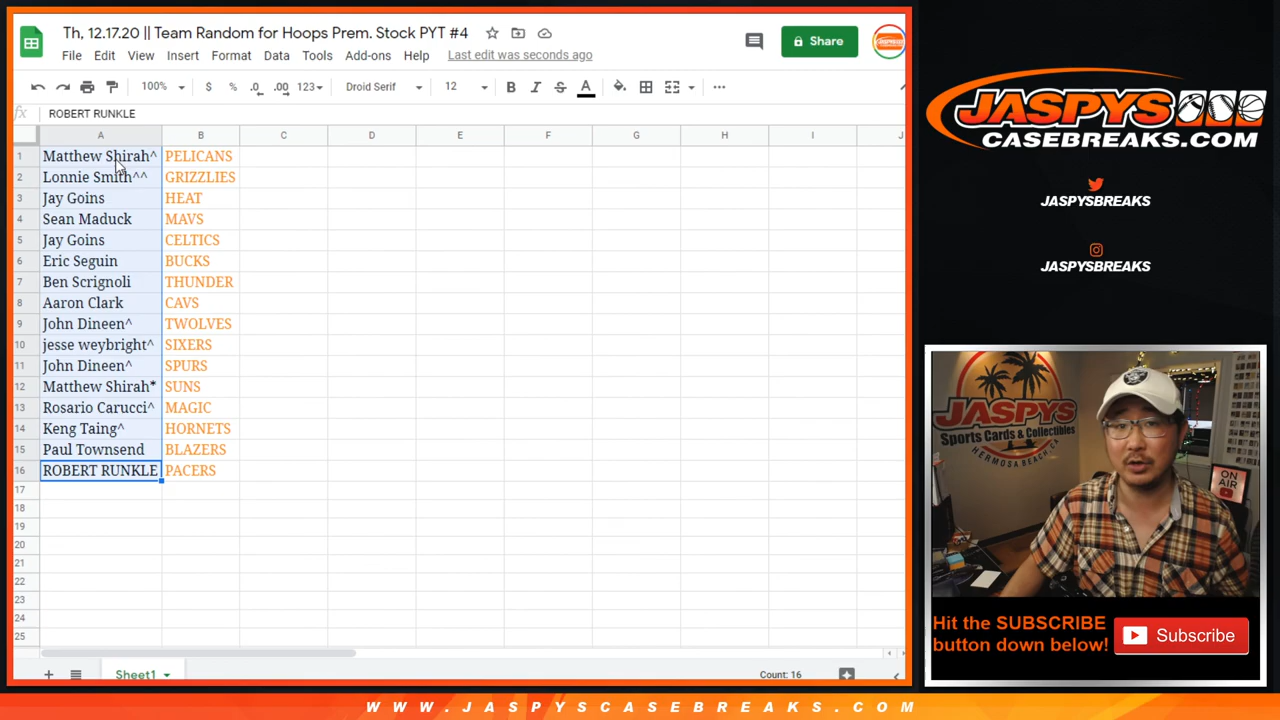 Th, 12.17.20 || Team Random for Hoops Prem. Stock PYT #4
File Edit View Insert Format Data Tools Add-ons Help Last edit was seconds ago
Share
100% $ % .0 .00 123 Droid Serif 12 B I S A
fx ROBERT RUNKLE
A B C D E F G H I J
1 Matthew Shirah^ PELICANS
2 Lonnie Smith^^ GRIZZLIES
3 Jay Goins HEAT
4 Sean Maduck MAVS
5 Jay Goins CELTICS
6 Eric Seguin BUCKS
7 Ben Scrignoli THUNDER
8 Aaron Clark CAVS
9 John Dineen^ TWOLVES
10 jesse weybright^ SIXERS
11 John Dineen^ SPURS
12 Matthew Shirah* SUNS
13 Rosario Carucci^ MAGIC
14 Keng Taing^ HORNETS
15 Paul Townsend BLAZERS
16 ROBERT RUNKLE PACERS
17
18
19
20
21
22
23
24
25
Sheet1 Count: 16
JASPYS
CASEBREAKS.COM
JASPYSBREAKS
JASPYSBREAKS
JASPYS
Sports Cards & Collectibles
HERMOSA BEACH, CA
ON AIR
Hit the SUBSCRIBE
button down below!
Subscribe
WWW.JASPYSCASEBREAKS.COM